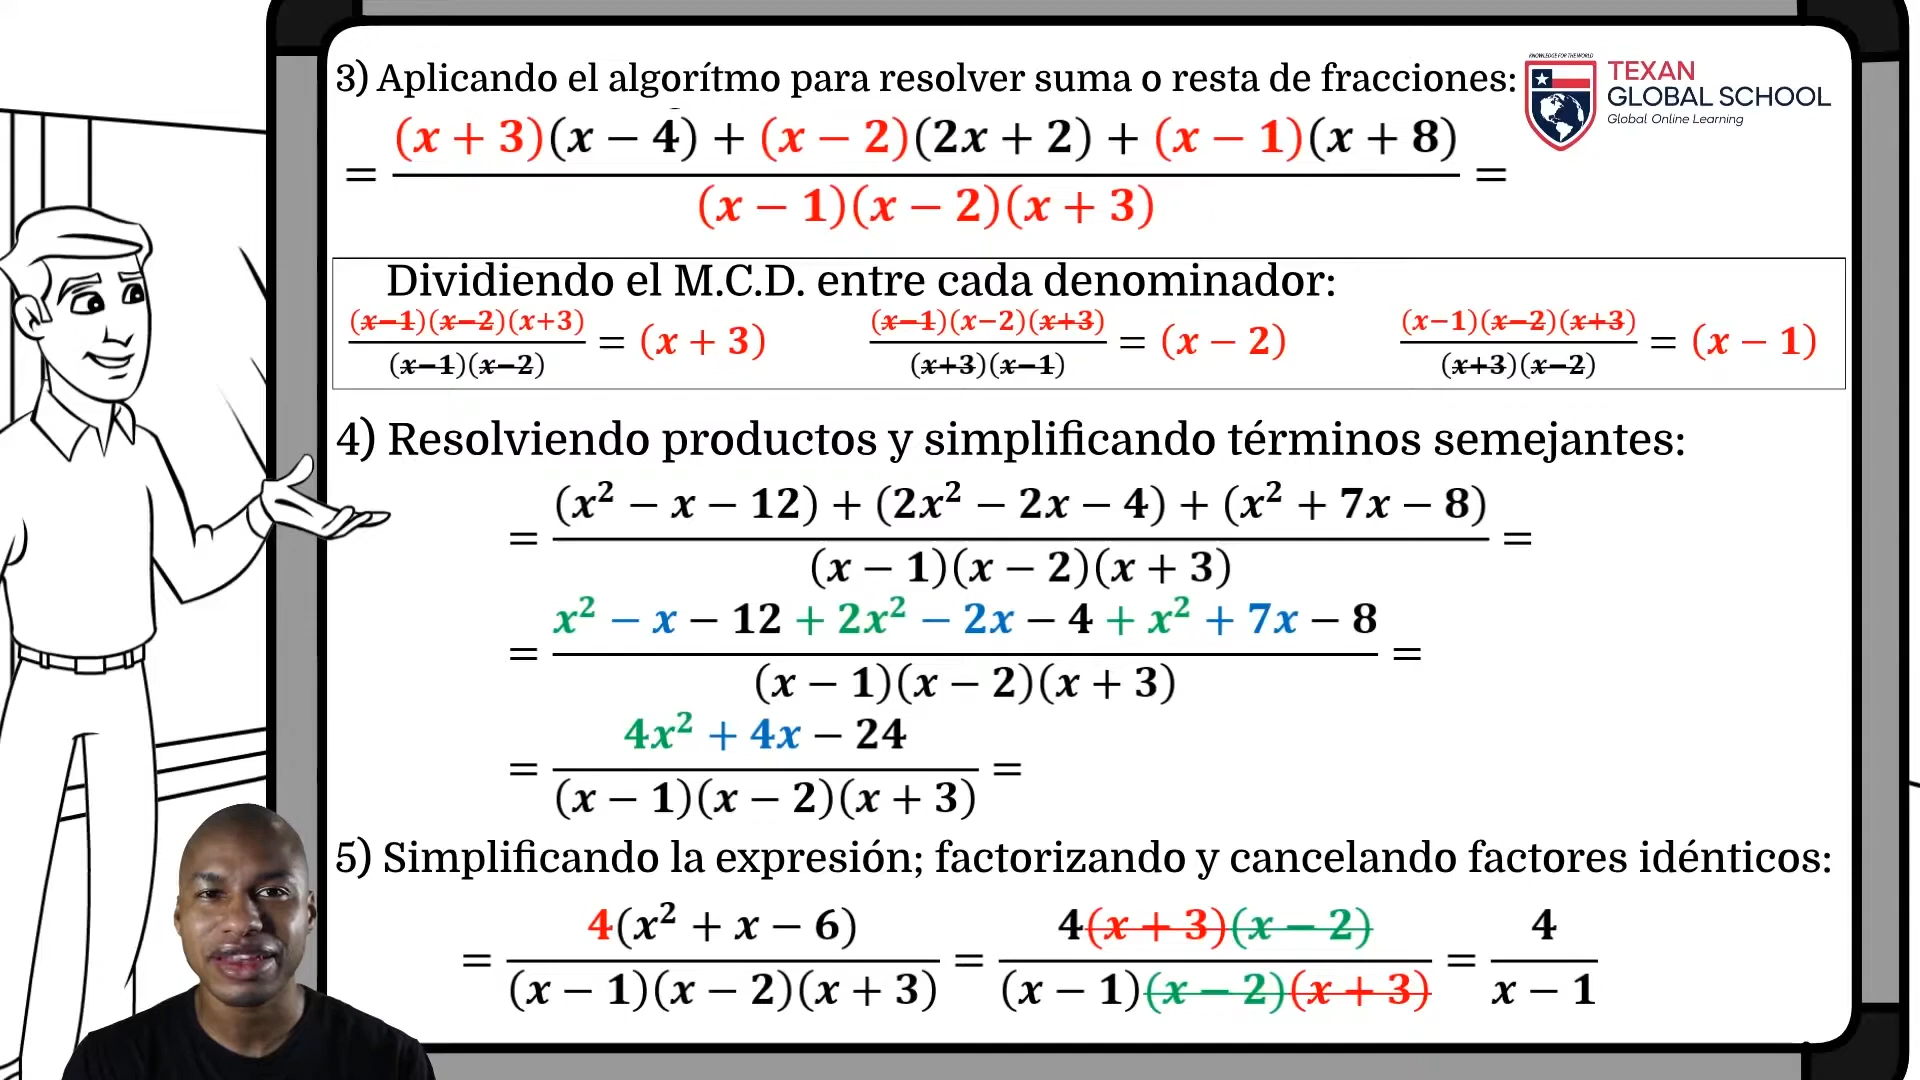 3) Aplicando el algorítmo para resolver suma o resta de fracciones:
KNOWLEDGE FOR THE WORLD
TEXAN
GLOBAL SCHOOL
Global Online Learning
= (x + 3)(x − 4) + (x − 2)(2x + 2) + (x − 1)(x + 8) =
(x − 1)(x − 2)(x + 3)
Dividiendo el M.C.D. entre cada denominador:
(x−1)(x−2)(x+3) = (x + 3) (x−1)(x−2)(x+3) = (x − 2) (x−1)(x−2)(x+3) = (x − 1)
(x−1)(x−2) (x+3)(x−1) (x+3)(x−2)
4) Resolviendo productos y simplificando términos semejantes:
= (x² − x − 12) + (2x² − 2x − 4) + (x² + 7x − 8) =
(x − 1)(x − 2)(x + 3)
= x² − x − 12 + 2x² − 2x − 4 + x² + 7x − 8 =
(x − 1)(x − 2)(x + 3)
= 4x² + 4x − 24 =
(x − 1)(x − 2)(x + 3)
5) Simplificando la expresión; factorizando y cancelando factores idénticos:
= 4(x² + x − 6) = 4(x + 3)(x − 2) = 4
(x − 1)(x − 2)(x + 3) (x − 1)(x − 2)(x + 3) x − 1